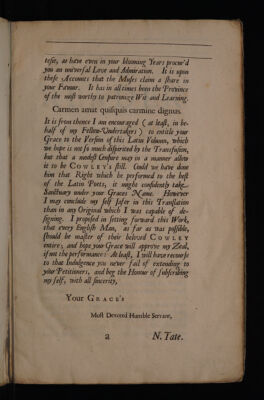 tesie, as have even in your blooming Years procur'd
you an universal Love and Admiration. It is upon
these Accounts that the Muses claim a share in
your Favour. It has in all times been the Province
of the most worthy to patronize Wit and Learning.
Carmen amat quisquis carmine dignus.
It is from thence I am encouraged (at least, in be-
half of my Fellow-Undertakers) to entitle your
Grace to the Version of this Latin Volume, which
we hope is not so much dispirited by the Transfusion,
but that a modest Censure may in a manner allow
it to be COWLEY's still. Could we have done
him that Right which he performed to the best
of the Latin Poets, it might confidently take
Sanctuary under your Graces Name. However
I may conclude my self safer in this Translation
than in any Original which I was capable of de-
signing. I proposed in setting forward this Work,
that every English Man, as far as was possible,
should be master of their beloved COWLEY
entire; and hope your Grace will approve my Zeal,
if not the performance: At least, I will have recourse
to that Indulgence you never fail of extending to
your Petitioners, and beg the Honour of subscribing
my self, with all sincerity,
Your GRACE's
Most Devoted Humble Servant,
2 N. Tate.